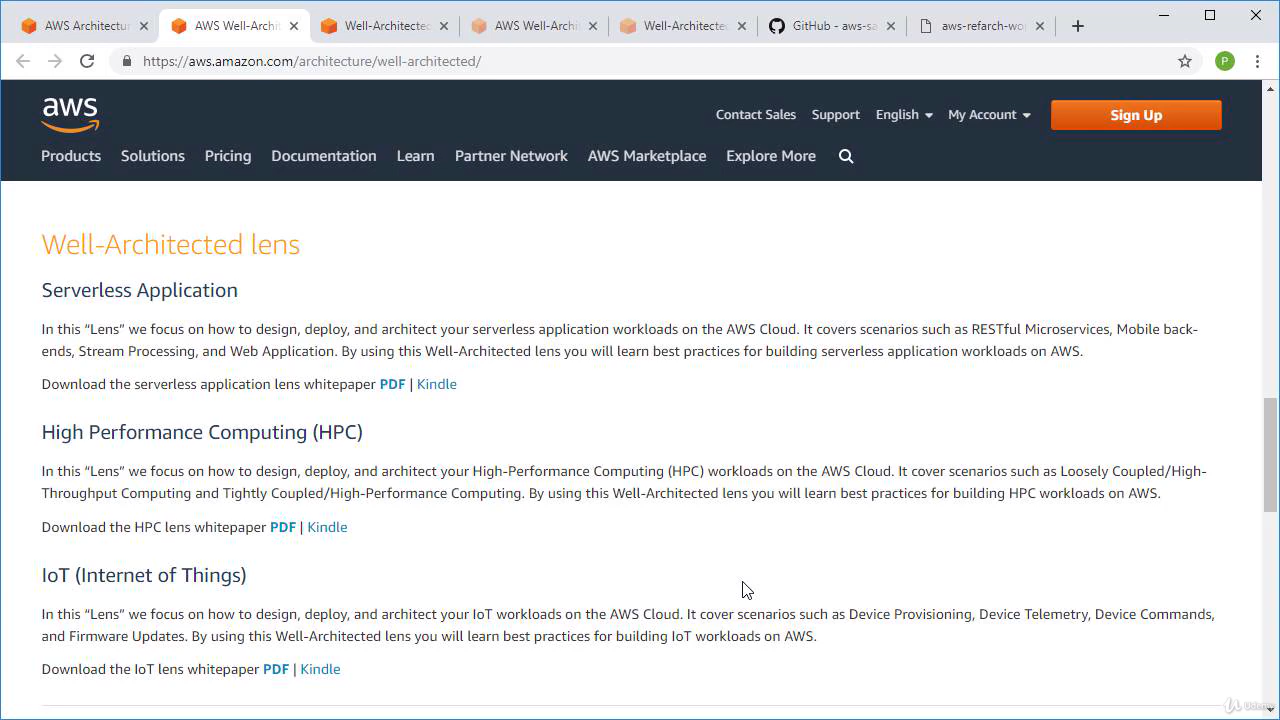 AWS Architectur
AWS Well-Archit
Well-Architected
AWS Well-Archit
Well-Architected
GitHub - aws-sa
aws-refarch-wo
https://aws.amazon.com/architecture/well-architected/
P
aws
Contact Sales Support English My Account Sign Up
Products Solutions Pricing Documentation Learn Partner Network AWS Marketplace Explore More
Well-Architected lens
Serverless Application
In this “Lens” we focus on how to design, deploy, and architect your serverless application workloads on the AWS Cloud. It covers scenarios such as RESTful Microservices, Mobile back-
ends, Stream Processing, and Web Application. By using this Well-Architected lens you will learn best practices for building serverless application workloads on AWS.
Download the serverless application lens whitepaper PDF | Kindle
High Performance Computing (HPC)
In this “Lens” we focus on how to design, deploy, and architect your High-Performance Computing (HPC) workloads on the AWS Cloud. It cover scenarios such as Loosely Coupled/High-
Throughput Computing and Tightly Coupled/High-Performance Computing. By using this Well-Architected lens you will learn best practices for building HPC workloads on AWS.
Download the HPC lens whitepaper PDF | Kindle
IoT (Internet of Things)
In this “Lens” we focus on how to design, deploy, and architect your IoT workloads on the AWS Cloud. It cover scenarios such as Device Provisioning, Device Telemetry, Device Commands,
and Firmware Updates. By using this Well-Architected lens you will learn best practices for building IoT workloads on AWS.
Download the IoT lens whitepaper PDF | Kindle
Udemy